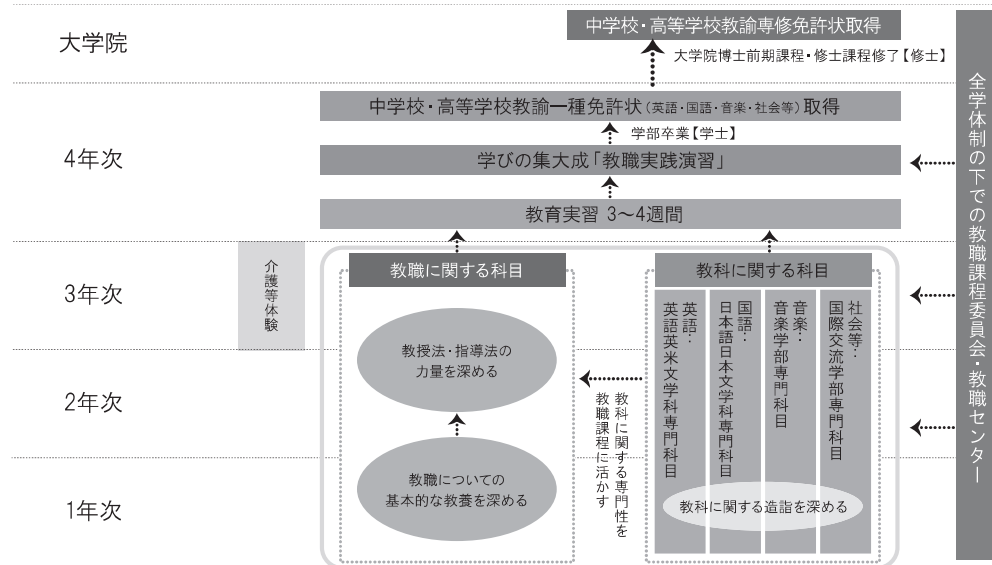 大学院
中学校・高等学校教諭専修免許状取得
大学院博士前期課程・修士課程修了【修士】
中学校・高等学校教諭一種免許状（英語・国語・音楽・社会等）取得
学部卒業【学士】
4年次
学びの集大成「教職実践演習」
教育実習 3～4週間
3年次
介護等体験
教職に関する科目
教授法・指導法の
力量を深める
教職についての
基本的な教養を深める
2年次
1年次
教科に関する専門性を
教職課程に活かす
教科に関する科目
英語：
英語英米文学科専門科目
国語：
日本語日本文学科専門科目
音楽：
音楽学部専門科目
社会等：
国際交流学部専門科目
教科に関する造詣を深める
全学体制の下での教職課程委員会・教職センター